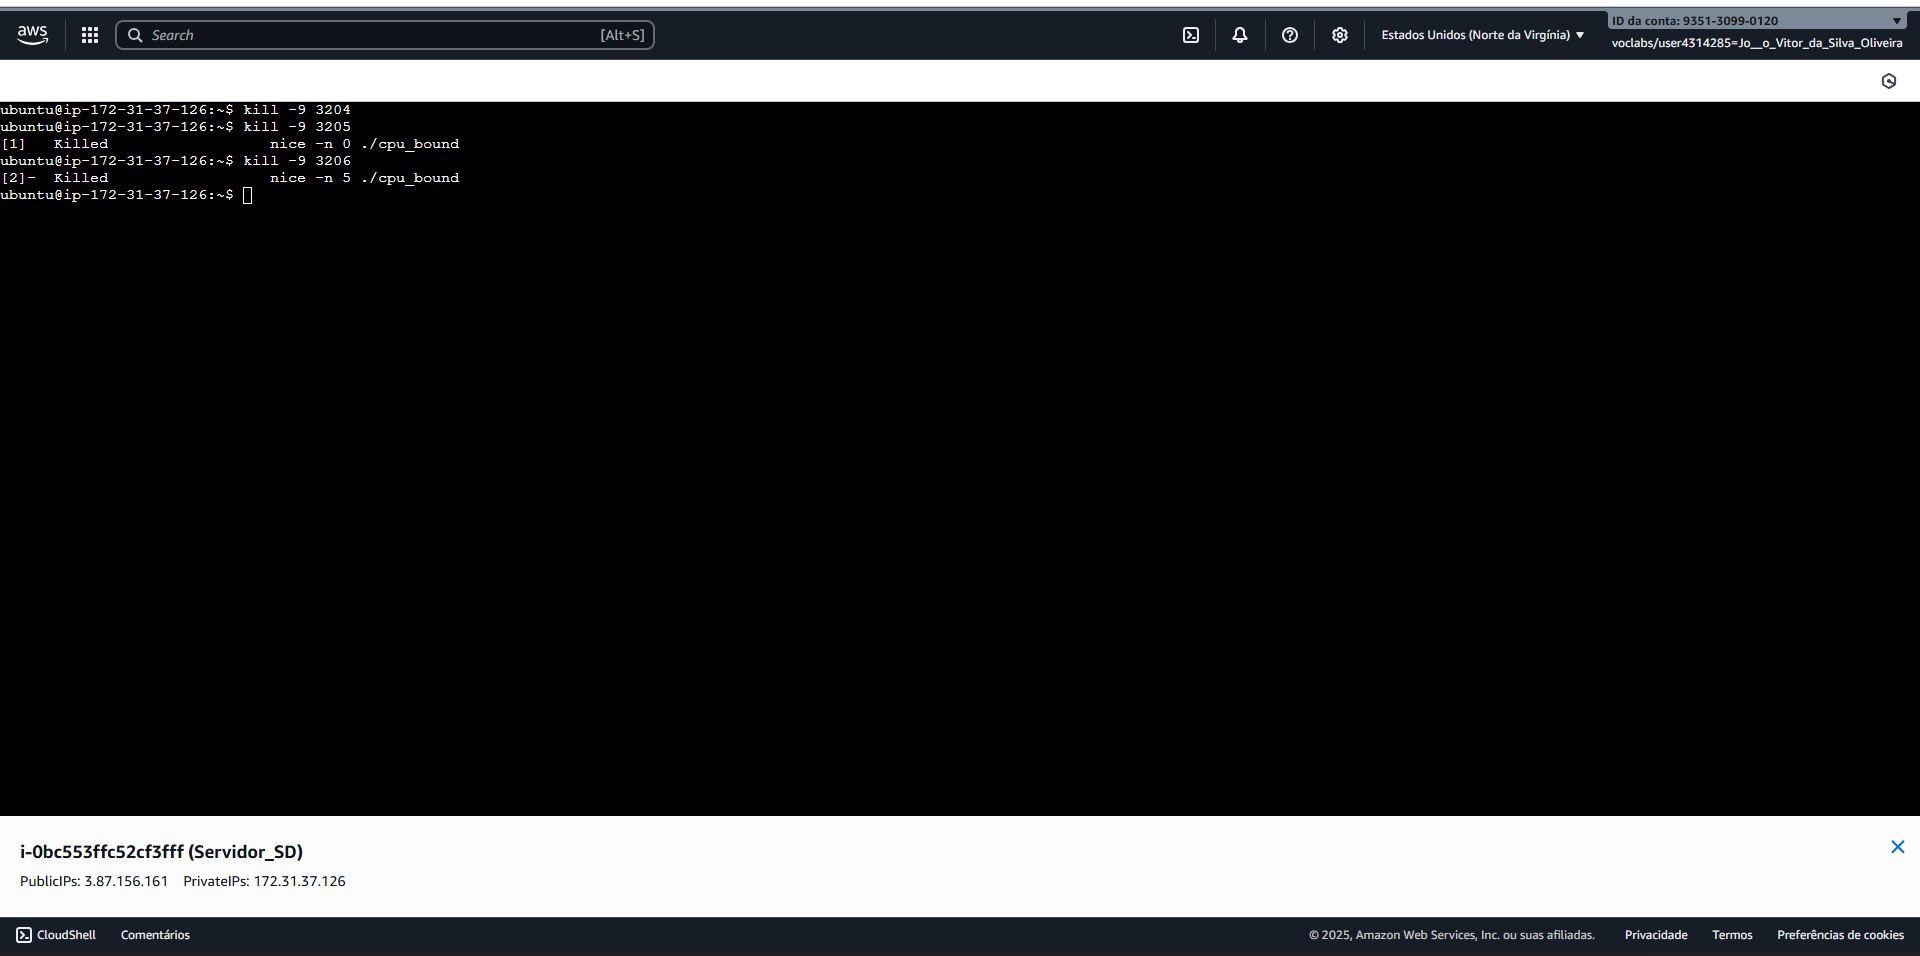 aws
Search [Alt+S]
Estados Unidos (Norte da Virgínia)
ID da conta: 9351-3099-0120
voclabs/user4314285=Jo__o_Vitor_da_Silva_Oliveira
ubuntu@ip-172-31-37-126:~$ kill -9 3204
ubuntu@ip-172-31-37-126:~$ kill -9 3205
[1]   Killed                  nice -n 0 ./cpu_bound
ubuntu@ip-172-31-37-126:~$ kill -9 3206
[2]-  Killed                  nice -n 5 ./cpu_bound
ubuntu@ip-172-31-37-126:~$
i-0bc553ffc52cf3fff (Servidor_SD)
PublicIPs: 3.87.156.161 PrivateIPs: 172.31.37.126
CloudShell Comentários © 2025, Amazon Web Services, Inc. ou suas afiliadas. Privacidade Termos Preferências de cookies